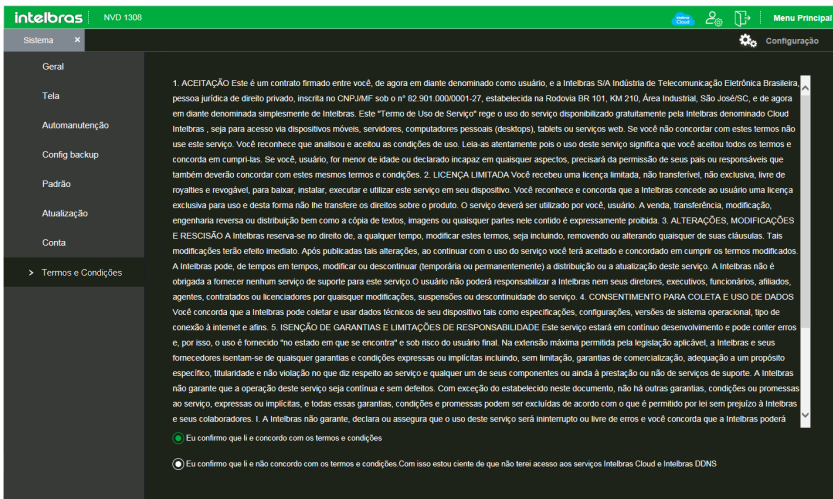 intelbras NVD 1308
intelbras Cloud
Menu Principal
Sistema ×
Configuração
Geral
Tela
Automanutenção
Config backup
Padrão
Atualização
Conta
> Termos e Condições
1. ACEITAÇÃO Este é um contrato firmado entre você, de agora em diante denominado como usuário, e a Intelbras S/A Indústria de Telecomunicação Eletrônica Brasileira,
pessoa jurídica de direito privado, inscrita no CNPJ/MF sob o n° 82.901.000/0001-27, estabelecida na Rodovia BR 101, KM 210, Área Industrial, São José/SC, e de agora
em diante denominada simplesmente de Intelbras. Este "Termo de Uso de Serviço" rege o uso do serviço disponibilizado gratuitamente pela Intelbras denominado Cloud
Intelbras , seja para acesso via dispositivos móveis, servidores, computadores pessoais (desktops), tablets ou serviços web. Se você não concordar com estes termos não
use este serviço. Você reconhece que analisou e aceitou as condições de uso. Leia-as atentamente pois o uso deste serviço significa que você aceitou todos os termos e
concorda em cumpri-las. Se você, usuário, for menor de idade ou declarado incapaz em quaisquer aspectos, precisará da permissão de seus pais ou responsáveis que
também deverão concordar com estes mesmos termos e condições. 2. LICENÇA LIMITADA Você recebeu uma licença limitada, não transferível, não exclusiva, livre de
royalties e revogável, para baixar, instalar, executar e utilizar este serviço em seu dispositivo. Você reconhece e concorda que a Intelbras concede ao usuário uma licença
exclusiva para uso e desta forma não lhe transfere os direitos sobre o produto. O serviço deverá ser utilizado por você, usuário. A venda, transferência, modificação,
engenharia reversa ou distribuição bem como a cópia de textos, imagens ou quaisquer partes nele contido é expressamente proibida. 3. ALTERAÇÕES, MODIFICAÇÕES
E RESCISÃO A Intelbras reserva-se no direito de, a qualquer tempo, modificar estes termos, seja incluindo, removendo ou alterando quaisquer de suas cláusulas. Tais
modificações terão efeito imediato. Após publicadas tais alterações, ao continuar com o uso do serviço você terá aceitado e concordado em cumprir os termos modificados.
A Intelbras pode, de tempos em tempos, modificar ou descontinuar (temporária ou permanentemente) a distribuição ou a atualização deste serviço. A Intelbras não é
obrigada a fornecer nenhum serviço de suporte para este serviço.O usuário não poderá responsabilizar a Intelbras nem seus diretores, executivos, funcionários, afiliados,
agentes, contratados ou licenciadores por quaisquer modificações, suspensões ou descontinuidade do serviço. 4. CONSENTIMENTO PARA COLETA E USO DE DADOS
Você concorda que a Intelbras pode coletar e usar dados técnicos de seu dispositivo tais como especificações, configurações, versões de sistema operacional, tipo de
conexão à internet e afins. 5. ISENÇÃO DE GARANTIAS E LIMITAÇÕES DE RESPONSABILIDADE Este serviço estará em contínuo desenvolvimento e pode conter erros
e, por isso, o uso é fornecido "no estado em que se encontra" e sob risco do usuário final. Na extensão máxima permitida pela legislação aplicável, a Intelbras e seus
fornecedores isentam-se de quaisquer garantias e condições expressas ou implícitas incluindo, sem limitação, garantias de comercialização, adequação a um propósito
específico, titularidade e não violação no que diz respeito ao serviço e qualquer um de seus componentes ou ainda à prestação ou não de serviços de suporte. A Intelbras
não garante que a operação deste serviço seja contínua e sem defeitos. Com exceção do estabelecido neste documento, não há outras garantias, condições ou promessas
ao serviço, expressas ou implícitas, e todas essas garantias, condições e promessas podem ser excluídas de acordo com o que é permitido por lei sem prejuízo à Intelbras
e seus colaboradores. I. A Intelbras não garante, declara ou assegura que o uso deste serviço será ininterrupto ou livre de erros e você concorda que a Intelbras poderá
Eu confirmo que li e concordo com os termos e condições
Eu confirmo que li e não concordo com os termos e condições.Com isso estou ciente de que não terei acesso aos serviços Intelbras Cloud e Intelbras DDNS